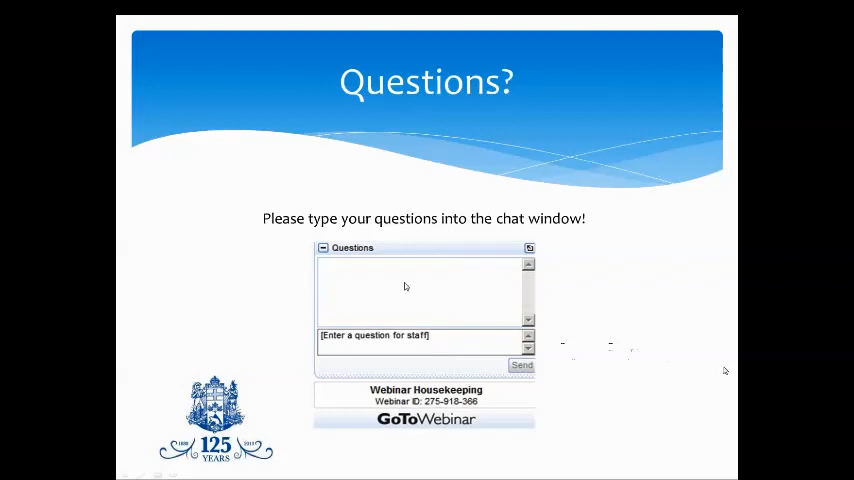 Questions?
Please type your questions into the chat window!
Questions
[Enter a question for staff]
Send
Webinar Housekeeping
Webinar ID: 275-918-366
GoToWebinar
125
YEARS